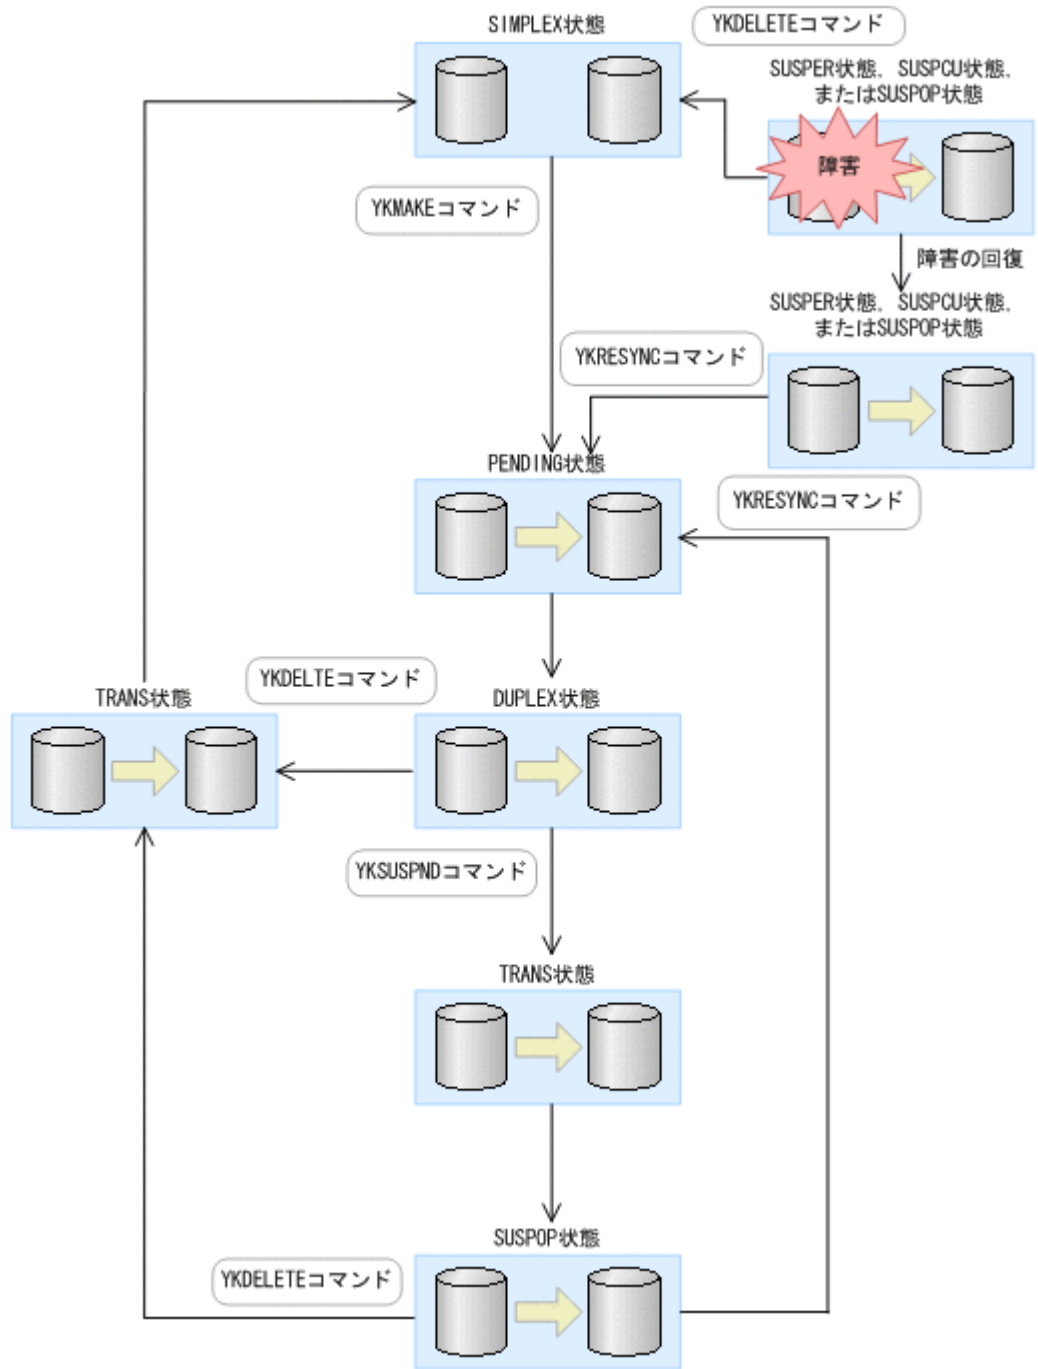 SIMPLEX状態
YKDELETEコマンド
SUSPER状態, SUSPCU状態,
またはSUSPOP状態
障害
YKMAKEコマンド
障害の回復
SUSPER状態, SUSPCU状態,
またはSUSPOP状態
YKRESYNCコマンド
PENDING状態
YKRESYNCコマンド
YKDELTEコマンド
TRANS状態
DUPLEX状態
YKSUSPNDコマンド
TRANS状態
SUSPOP状態
YKDELETEコマンド